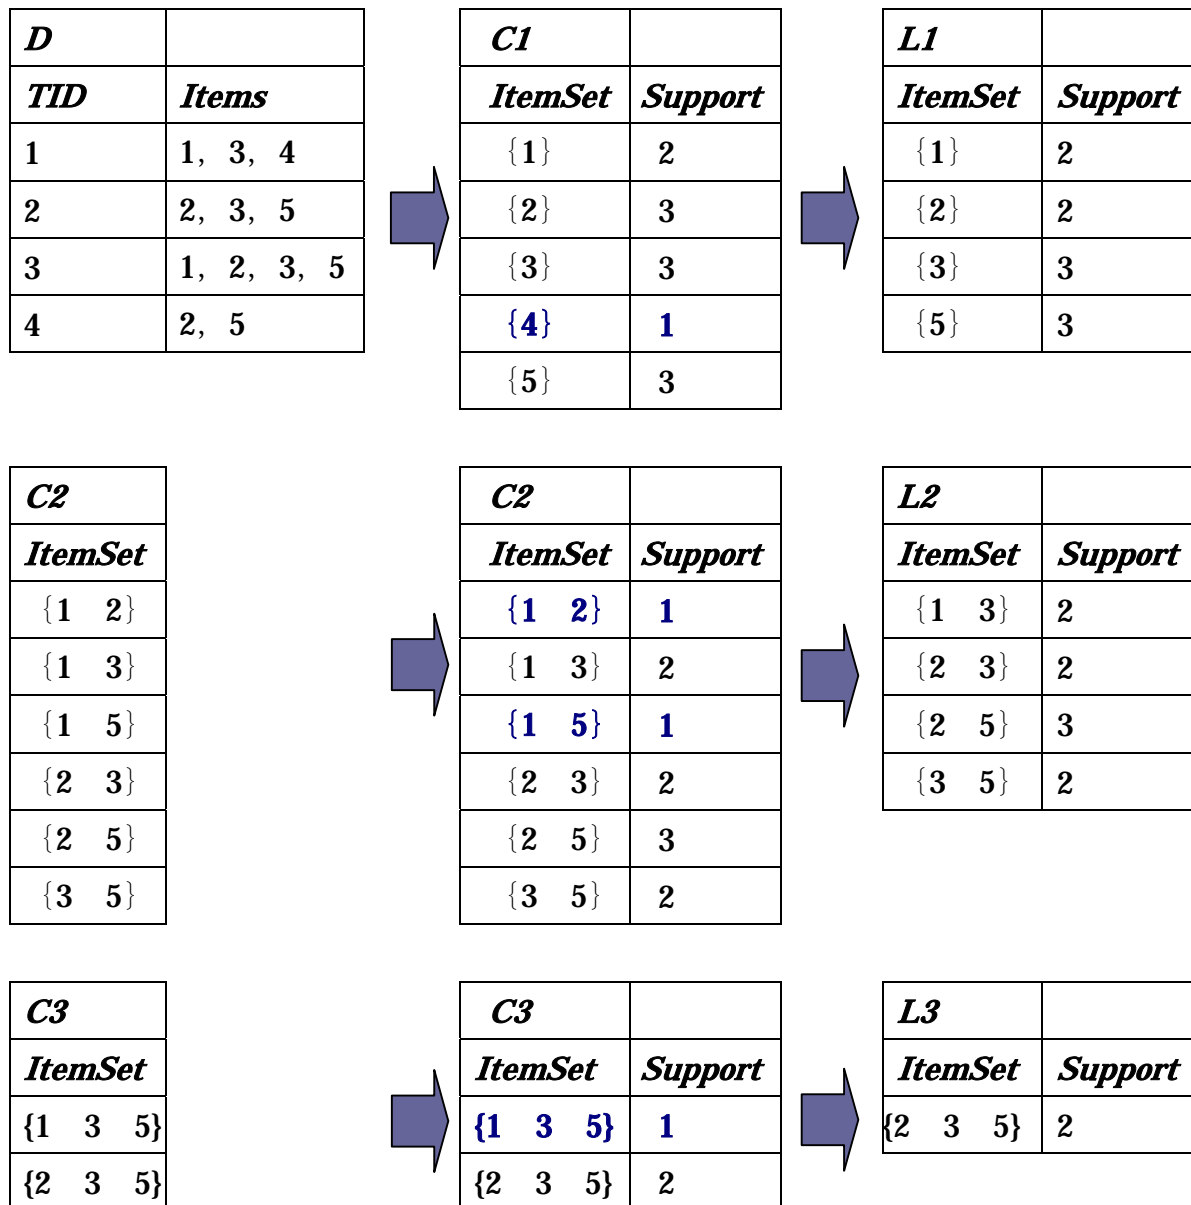 D
TID Items
1 1, 3, 4
2 2, 3, 5
3 1, 2, 3, 5
4 2, 5
C1
ItemSet Support
{1} 2
{2} 3
{3} 3
{4} 1
{5} 3
L1
ItemSet Support
{1} 2
{2} 2
{3} 3
{5} 3
C2
ItemSet
{1 2}
{1 3}
{1 5}
{2 3}
{2 5}
{3 5}
C2
ItemSet Support
{1 2} 1
{1 3} 2
{1 5} 1
{2 3} 2
{2 5} 3
{3 5} 2
L2
ItemSet Support
{1 3} 2
{2 3} 2
{2 5} 3
{3 5} 2
C3
ItemSet
{1 3 5}
{2 3 5}
C3
ItemSet Support
{1 3 5} 1
{2 3 5} 2
L3
ItemSet Support
{2 3 5} 2